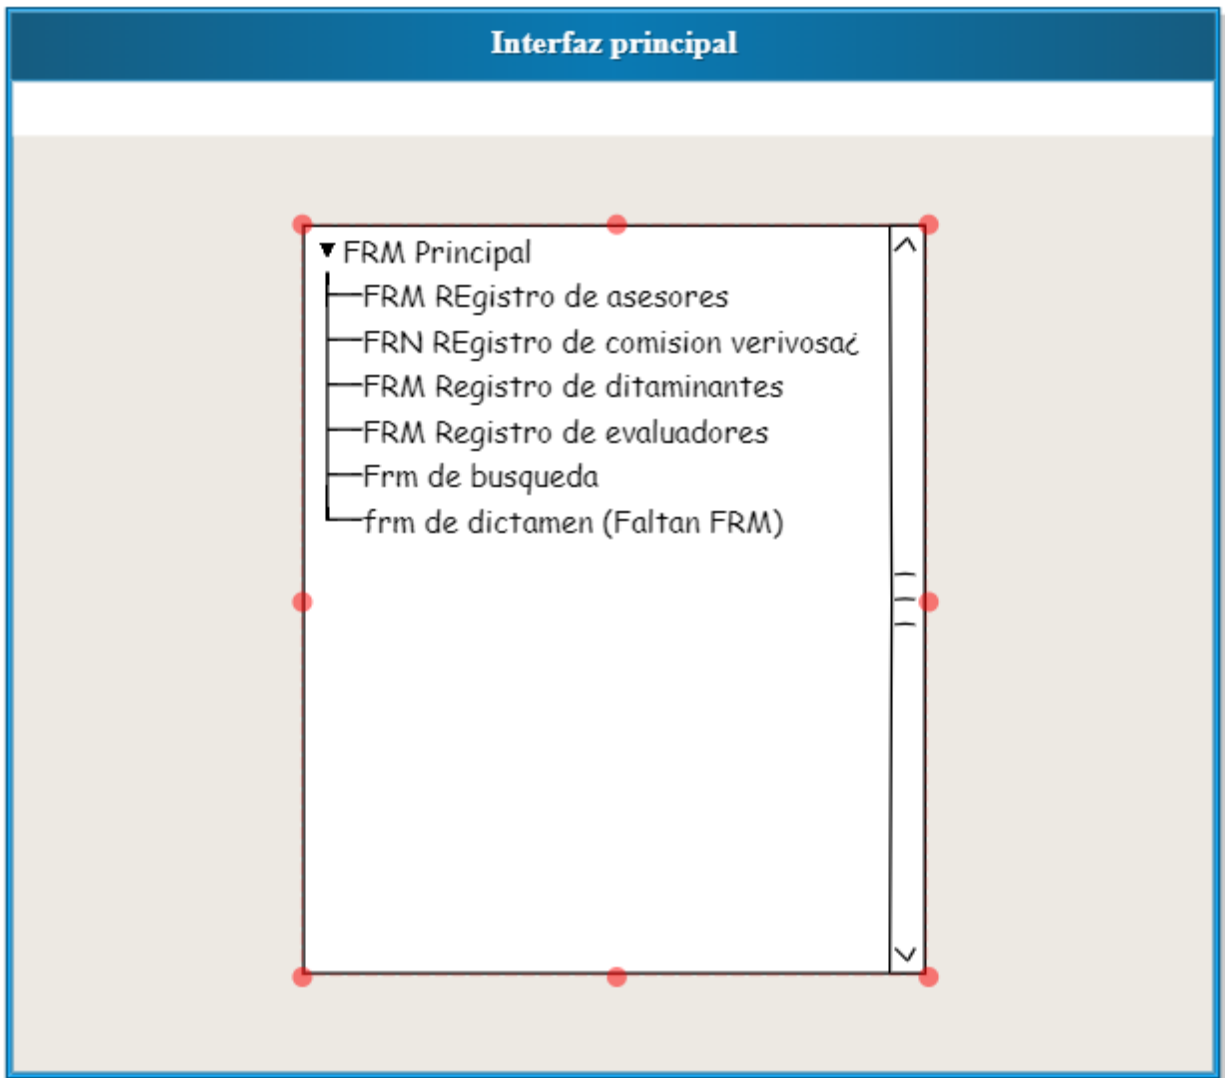 Interfaz principal
FRM Principal
FRM REgistro de asesores
FRN REgistro de comision verivosa¿
FRM Registro de ditaminantes
FRM Registro de evaluadores
Frm de busqueda
frm de dictamen (Faltan FRM)